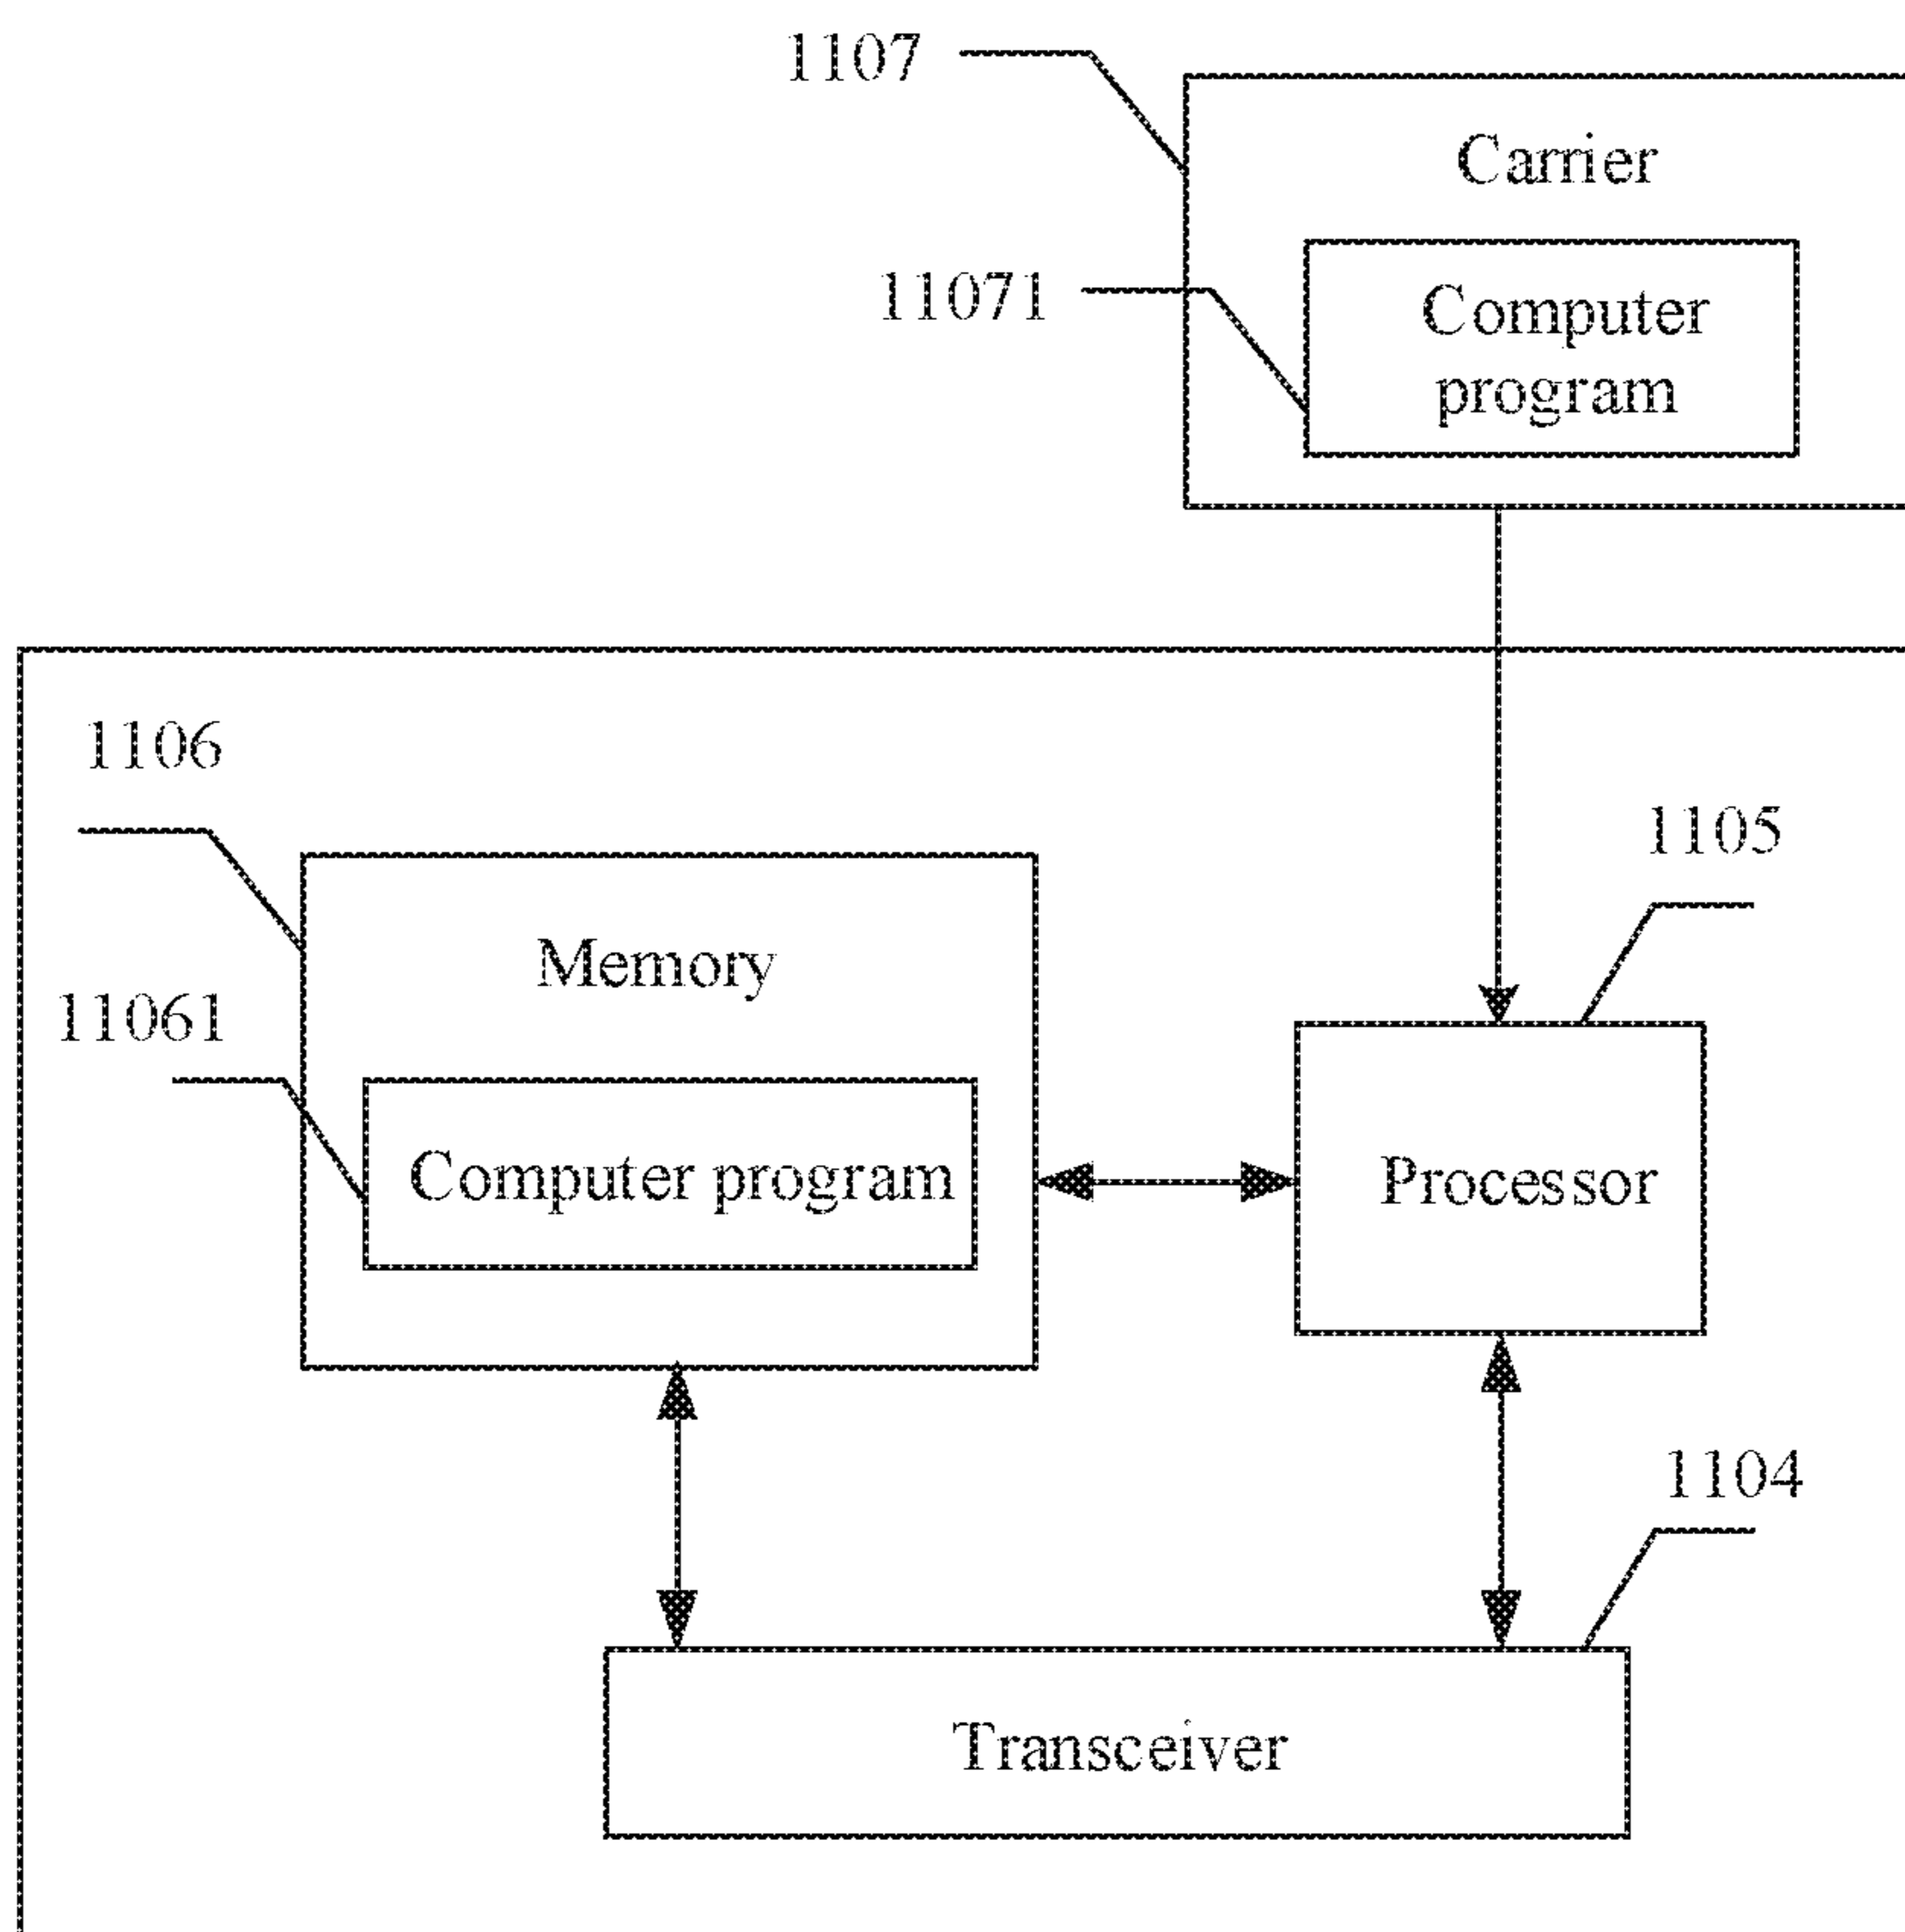 1107
Carrier
11071
Computer
program
1106
1105
Memory
11061
Computer program
Processor
1104
Transceiver